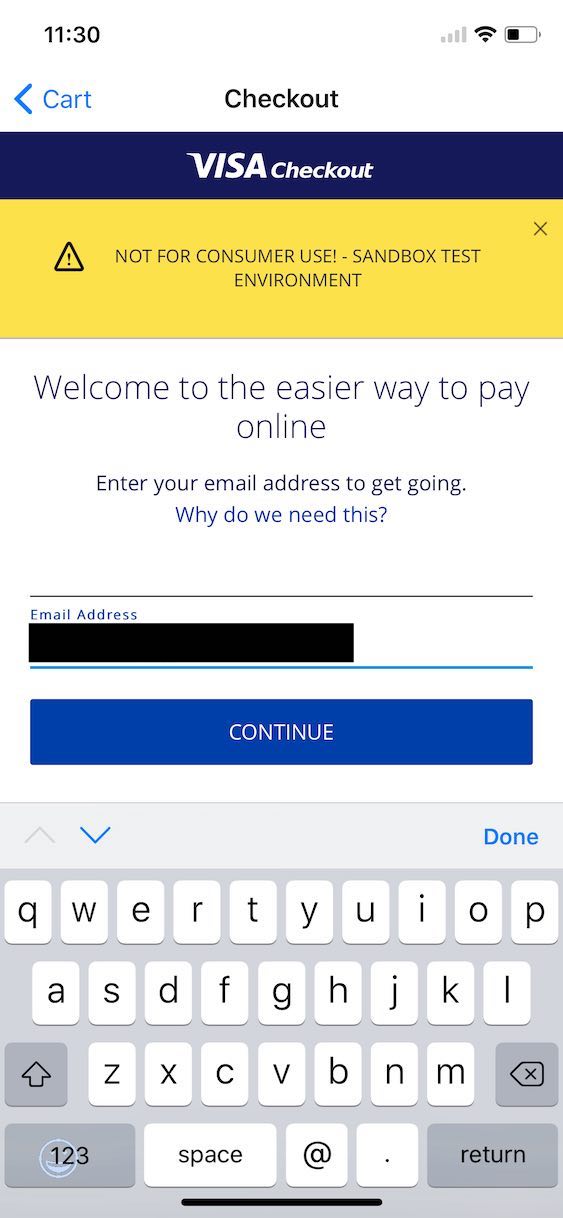 11:30
Cart
Checkout
VISA Checkout
NOT FOR CONSUMER USE! - SANDBOX TEST
ENVIRONMENT
Welcome to the easier way to pay
online
Enter your email address to get going.
Why do we need this?
Email Address
CONTINUE
Done
q w e r t y u i o p
a s d f g h j k l
z x c v b n m
123 space @ . return